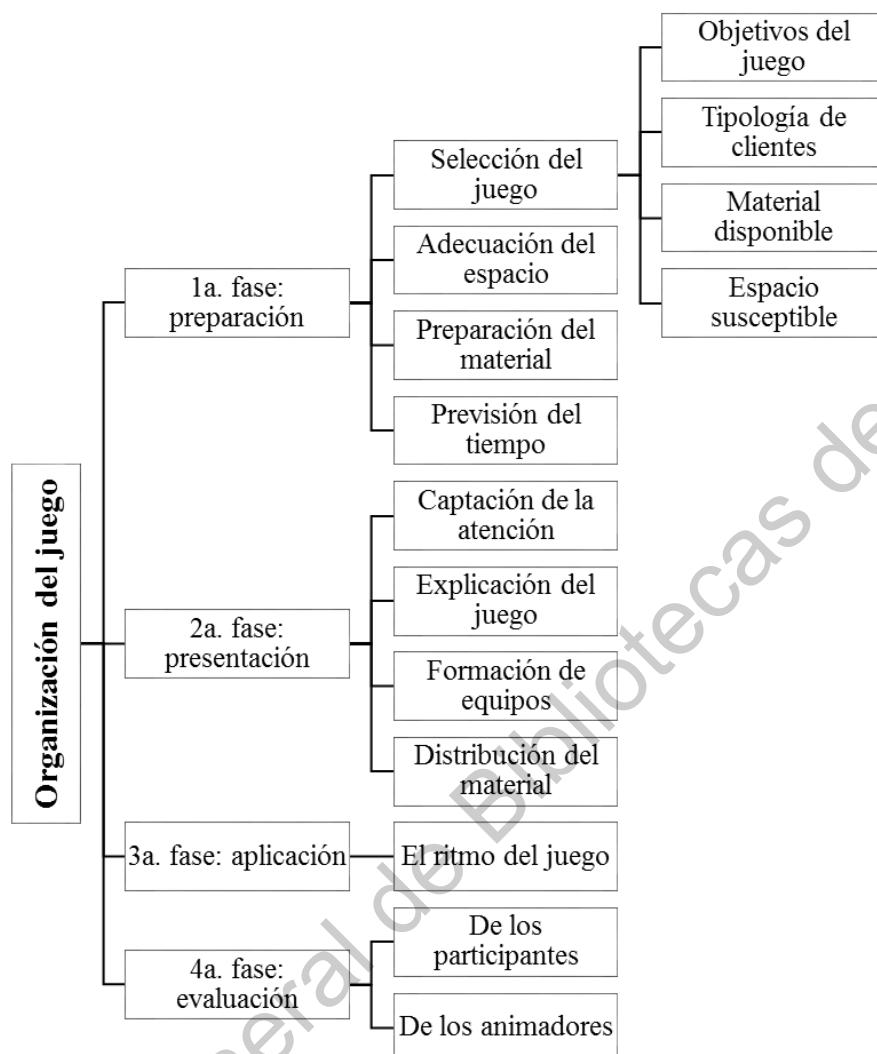 Organización del juego
1a. fase:
preparación
Selección del
juego
Objetivos del
juego
Tipología de
clientes
Material
disponible
Espacio
susceptible
Adecuación del
espacio
Preparación del
material
Previsión del
tiempo
2a. fase:
presentación
Captación de la
atención
Explicación del
juego
Formación de
equipos
Distribución del
material
3a. fase: aplicación
El ritmo del juego
4a. fase:
evaluación
De los
participantes
De los animadores
de Bibliotecas de